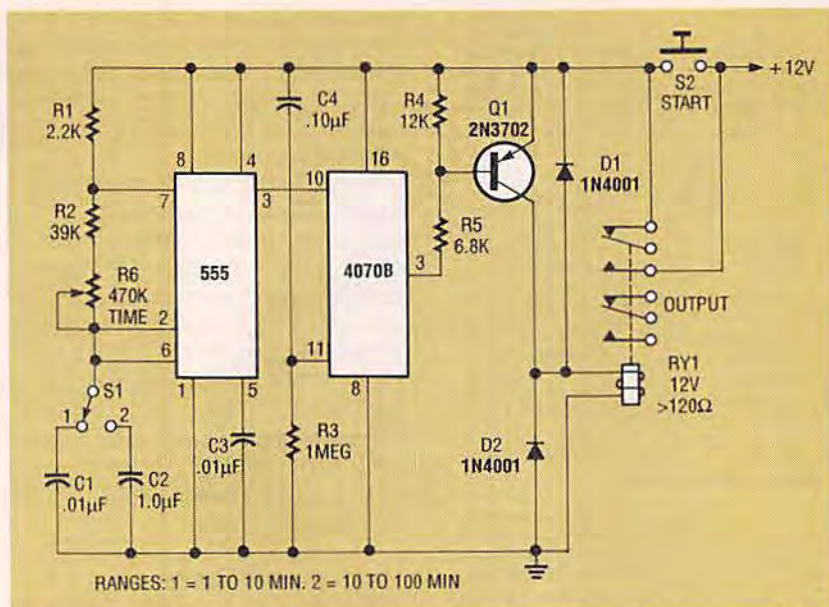 R1
2.2K
R2
39K
R6
470K
TIME
8
4
7
3
555
2
6
1
5
S1
1
2
C1
.01µF
C2
1.0µF
C3
.01µF
C4
.10µF
10
16
4070B
3
11
8
R3
1MEG
R4
12K
R5
6.8K
Q1
2N3702
D1
1N4001
D2
1N4001
S2
START
+12V
OUTPUT
RY1
12V
>120Ω
RANGES: 1 = 1 TO 10 MIN. 2 = 10 TO 100 MIN